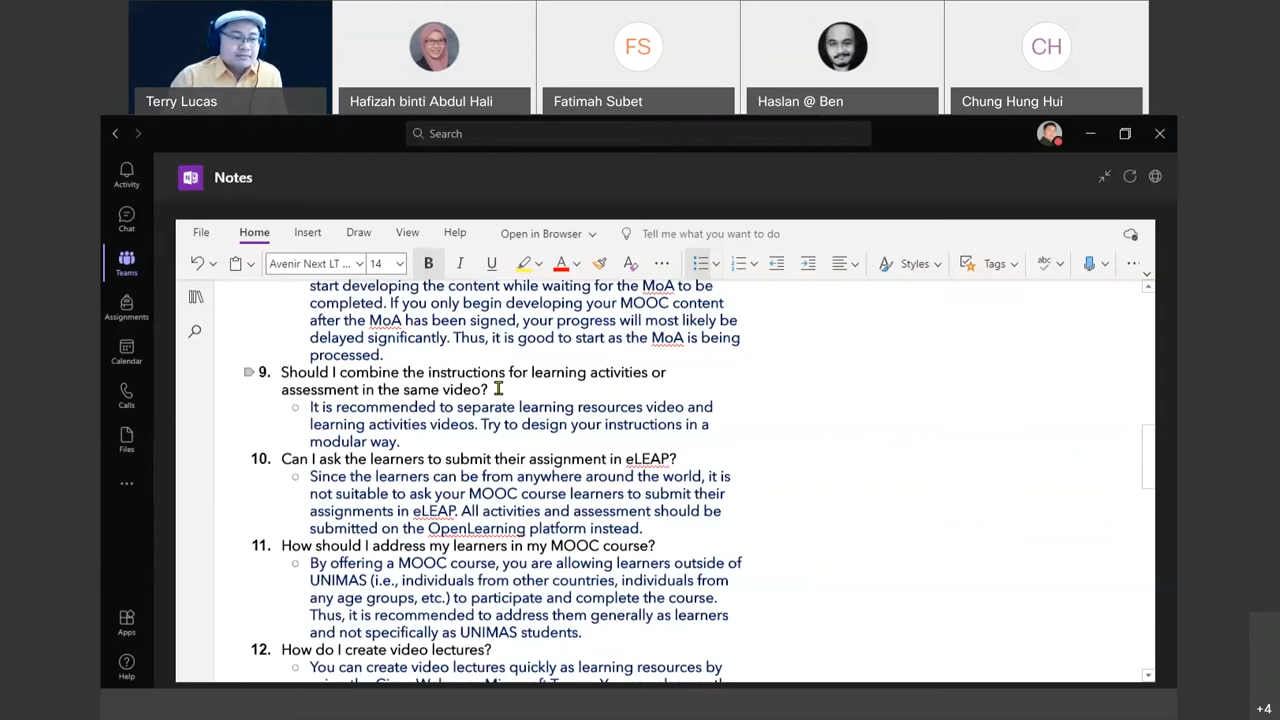 FS
CH
Terry Lucas
Hafizah binti Abdul Hali
Fatimah Subet
Haslan @ Ben
Chung Hung Hui
Search
Activity
Chat
Teams
Assignments
Calendar
Calls
Files
Apps
Help
Notes
File Home Insert Draw View Help Open in Browser Tell me what you want to do
Avenir Next LT ... 14 B I U A Styles Tags
start developing the content while waiting for the MoA to be
completed. If you only begin developing your MOOC content
after the MoA has been signed, your progress will most likely be
delayed significantly. Thus, it is good to start as the MoA is being
processed.
9. Should I combine the instructions for learning activities or
assessment in the same video?
It is recommended to separate learning resources video and
learning activities videos. Try to design your instructions in a
modular way.
10. Can I ask the learners to submit their assignment in eLEAP?
Since the learners can be from anywhere around the world, it is
not suitable to ask your MOOC course learners to submit their
assignments in eLEAP. All activities and assessment should be
submitted on the OpenLearning platform instead.
11. How should I address my learners in my MOOC course?
By offering a MOOC course, you are allowing learners outside of
UNIMAS (i.e., individuals from other countries, individuals from
any age groups, etc.) to participate and complete the course.
Thus, it is recommended to address them generally as learners
and not specifically as UNIMAS students.
12. How do I create video lectures?
You can create video lectures quickly as learning resources by
+4